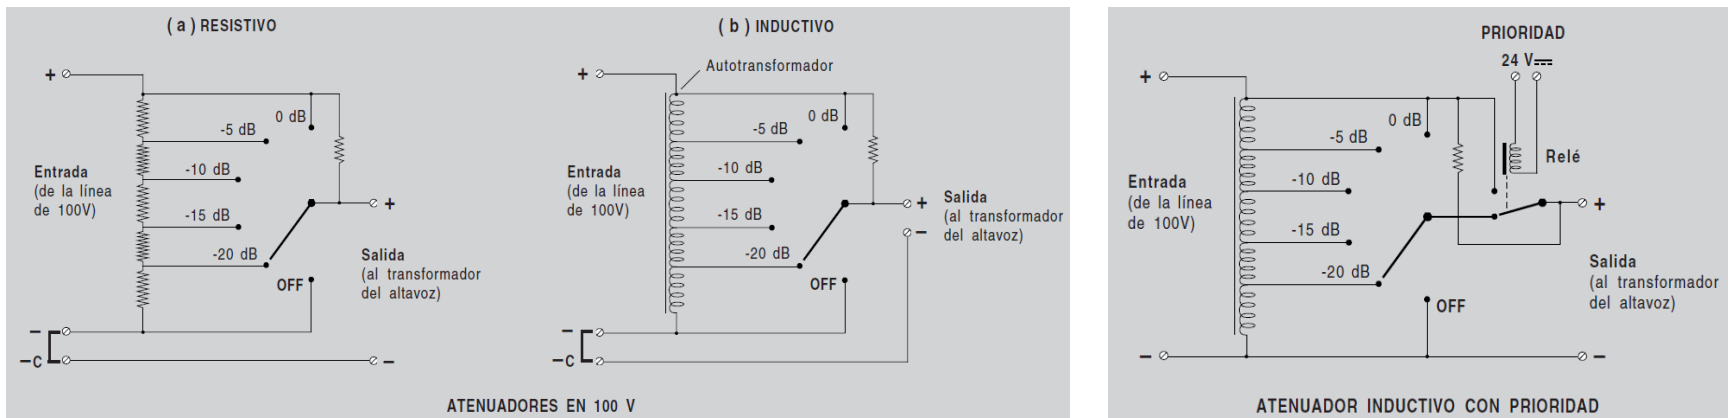 ( a ) RESISTIVO
+
0 dB
-5 dB
-10 dB
-15 dB
-20 dB
OFF
Entrada
(de la línea
de 100V)
+
Salida
(al transformador
del altavoz)
−
−C
−
( b ) INDUCTIVO
Autotransformador
+
0 dB
-5 dB
-10 dB
-15 dB
-20 dB
OFF
Entrada
(de la línea
de 100V)
+
−
Salida
(al transformador
del altavoz)
−
−C
ATENUADORES EN 100 V
PRIORIDAD
24 V
+
0 dB
-5 dB
-10 dB
-15 dB
-20 dB
OFF
Relé
Entrada
(de la línea
de 100V)
+
Salida
(al transformador
del altavoz)
−
−
ATENUADOR INDUCTIVO CON PRIORIDAD